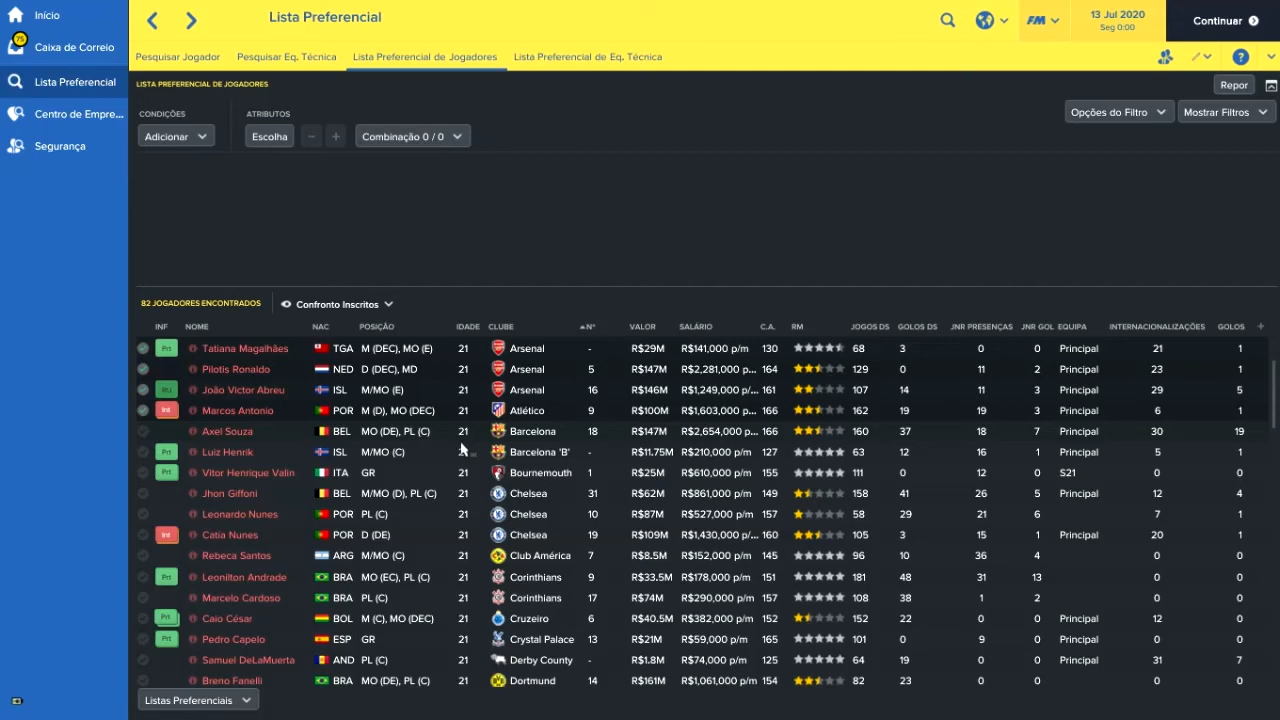 Início
75
Caixa de Correio
Lista Preferencial
Centro de Empre...
Segurança
Lista Preferencial
FM
13 Jul 2020
Seg 0:00
Continuar
Pesquisar Jogador Pesquisar Eq. Técnica Lista Preferencial de Jogadores Lista Preferencial de Eq. Técnica
?
LISTA PREFERENCIAL DE JOGADORES
Repor
CONDIÇÕES ATRIBUTOS
Opções do Filtro Mostrar Filtros
Adicionar Escolha - + Combinação 0 / 0
82 JOGADORES ENCONTRADOS Confronto Inscritos
INF NOME NAC POSIÇÃO IDADE CLUBE Nº VALOR SALÁRIO C.A. RM JOGOS DS GOLOS DS JNR PRESENÇAS JNR GOL EQUIPA INTERNACIONALIZAÇÕES GOLOS +
Prt Tatiana Magalhães TGA M (DEC), MO (E) 21 Arsenal - R$29M R$141,000 p/m 130 68 3 0 0 Principal 21 1
Pilotis Ronaldo NED D (DEC), MD 21 Arsenal 5 R$147M R$2,281,000 p... 164 129 0 11 2 Principal 23 1
João Victor Abreu ISL M/MO (E) 21 Arsenal 16 R$146M R$1,249,000 p/... 161 108 14 11 3 Principal 29 5
Int Marcos Antonio POR M (D), MO (DEC) 21 Atlético 9 R$100M R$1,603,000 p... 166 162 19 19 3 Principal 6 1
Axel Souza BEL MO (DE), PL (C) 21 Barcelona 18 R$147M R$2,654,000 p... 166 160 37 18 7 Principal 30 19
Prt Luiz Henrik ISL M/MO (C) 21 Barcelona 'B' - R$11.75M R$210,000 p/m 127 63 12 16 1 Principal 5 1
Prt Vitor Henrique Valin ITA GR 21 Bournemouth 1 R$25M R$610,000 p/m 155 111 0 12 0 S21 0 0
Jhon Giffoni BEL M/MO (D), PL (C) 21 Chelsea 31 R$62M R$861,000 p/m 149 158 41 26 5 Principal 12 4
Leonardo Nunes POR PL (C) 21 Chelsea 10 R$87M R$527,000 p/m 157 58 29 21 6 7 1
Int Catia Nunes POR D (DE) 21 Chelsea 19 R$109M R$1,430,000 p/... 160 105 3 15 1 Principal 20 1
Rebeca Santos ARG M/MO (C) 21 Club América 7 R$8.5M R$152,000 p/m 145 96 10 36 4 0 0
Prt Leonilton Andrade BRA MO (EC), PL (C) 21 Corinthians 9 R$33.5M R$178,000 p/m 151 181 48 31 13 0 0
Marcelo Cardoso BRA PL (C) 21 Corinthians 17 R$74M R$290,000 p/m 157 108 38 1 2 0 0
Prt Caio César BOL M (C), MO (DEC) 21 Cruzeiro 6 R$40.5M R$382,000 p/m 152 152 22 0 0 Principal 12 0
Prt Pedro Capelo ESP GR 21 Crystal Palace 13 R$21M R$59,000 p/m 165 101 0 9 0 Principal 0 0
Samuel DeLaMuerta AND PL (C) 21 Derby County - R$1.8M R$74,000 p/m 125 64 19 0 0 Principal 31 7
Breno Fanelli BRA MO (DE), PL (C) 21 Dortmund 14 R$161M R$1,061,000 p/m 154 82 23 0 0 0 0
Listas Preferenciais